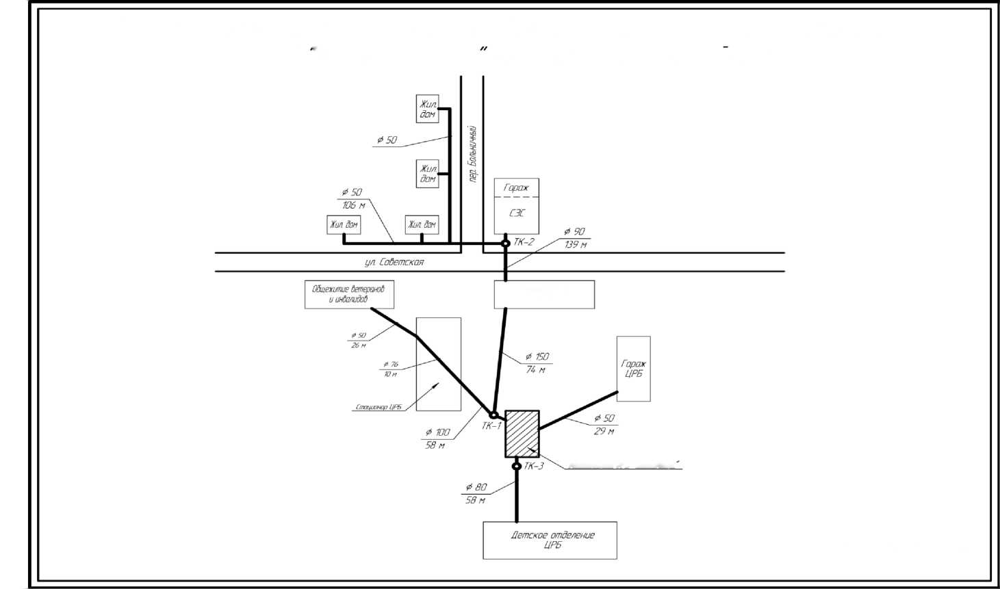 "
Жил.
дом
ϕ 50
пер. Больничный
Жил.
дом
Гараж
СЭС
ϕ 50
106 м
Жил. дом
Жил. дом
ТК-2
ϕ 90
139 м
ул. Советская
Общежитие ветеранов
и инвалидов
ϕ 50
26 м
ϕ 76
10 м
ϕ 150
74 м
Гараж
ЦРБ
Стационар ЦРБ
ТК-1
ϕ 50
29 м
ϕ 100
58 м
ТК-3
ϕ 80
58 м
Детское отделение
ЦРБ